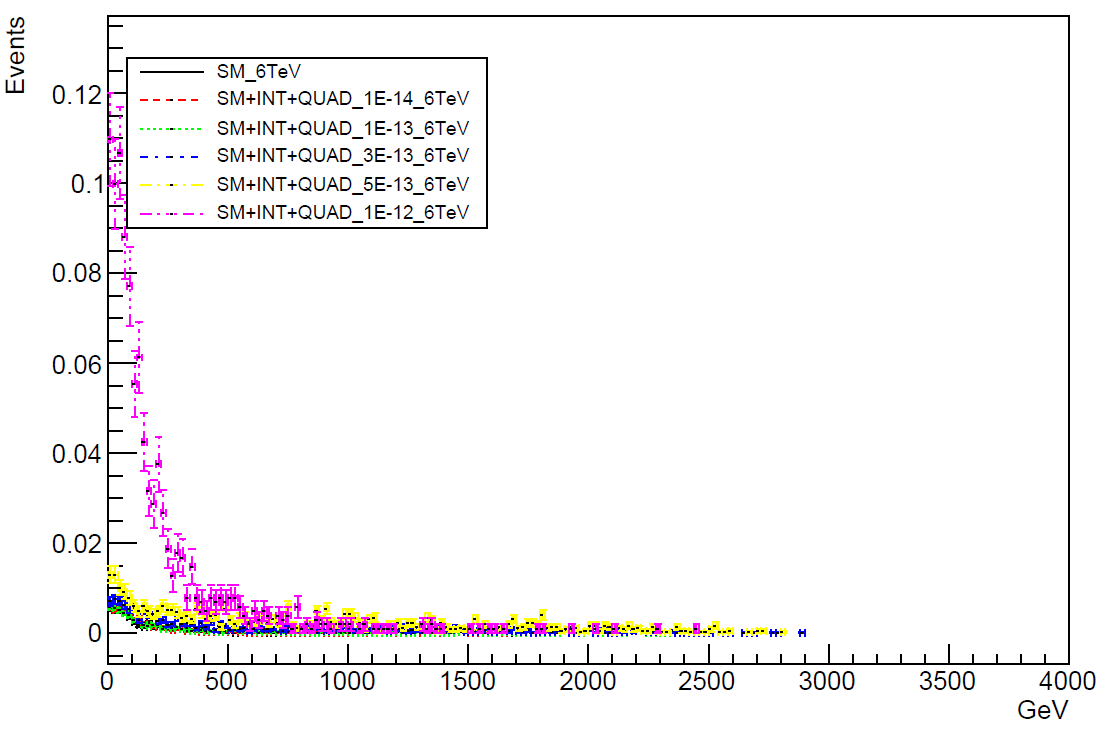 Events
0.12
0.1
0.08
0.06
0.04
0.02
0
SM_6TeV
SM+INT+QUAD_1E-14_6TeV
SM+INT+QUAD_1E-13_6TeV
SM+INT+QUAD_3E-13_6TeV
SM+INT+QUAD_5E-13_6TeV
SM+INT+QUAD_1E-12_6TeV
0 500 1000 1500 2000 2500 3000 3500 4000
GeV